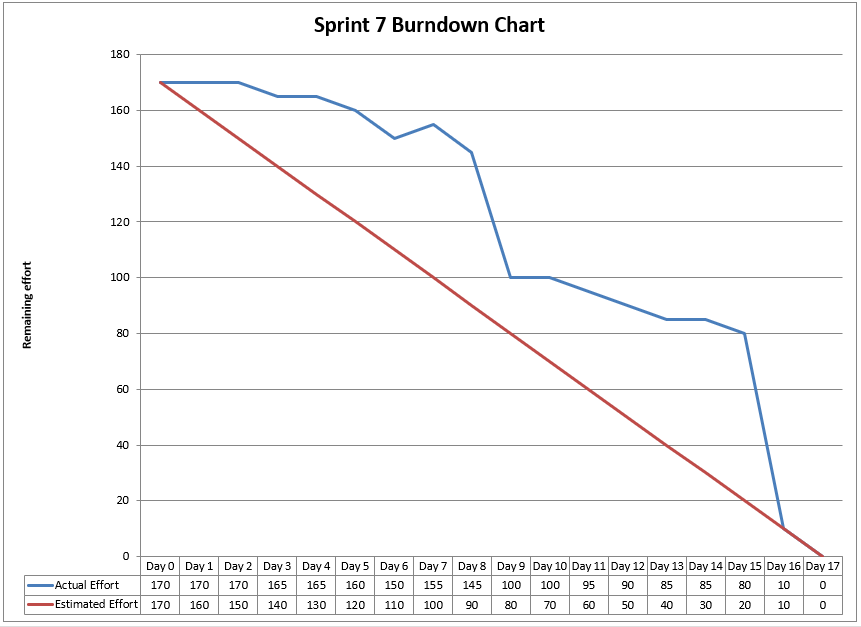 Sprint 7 Burndown Chart
180
160
140
120
100
80
60
40
20
0
Remaining effort
Day 0 Day 1 Day 2 Day 3 Day 4 Day 5 Day 6 Day 7 Day 8 Day 9 Day 10 Day 11 Day 12 Day 13 Day 14 Day 15 Day 16 Day 17
Actual Effort 170 170 170 165 165 160 150 155 145 100 100 95 90 85 85 80 10 0
Estimated Effort 170 160 150 140 130 120 110 100 90 80 70 60 50 40 30 20 10 0